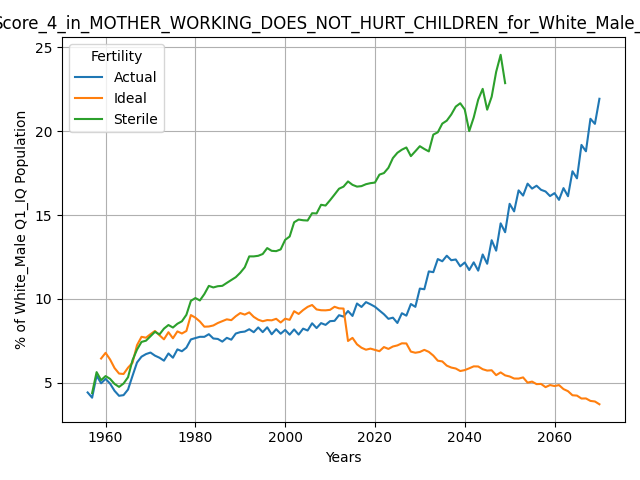 Score_4_in_MOTHER_WORKING_DOES_NOT_HURT_CHILDREN_for_White_Male_
25
20
15
10
5
% of White_Male Q1_IQ Population
Fertility
Actual
Ideal
Sterile
1960
1980
2000
2020
2040
2060
Years